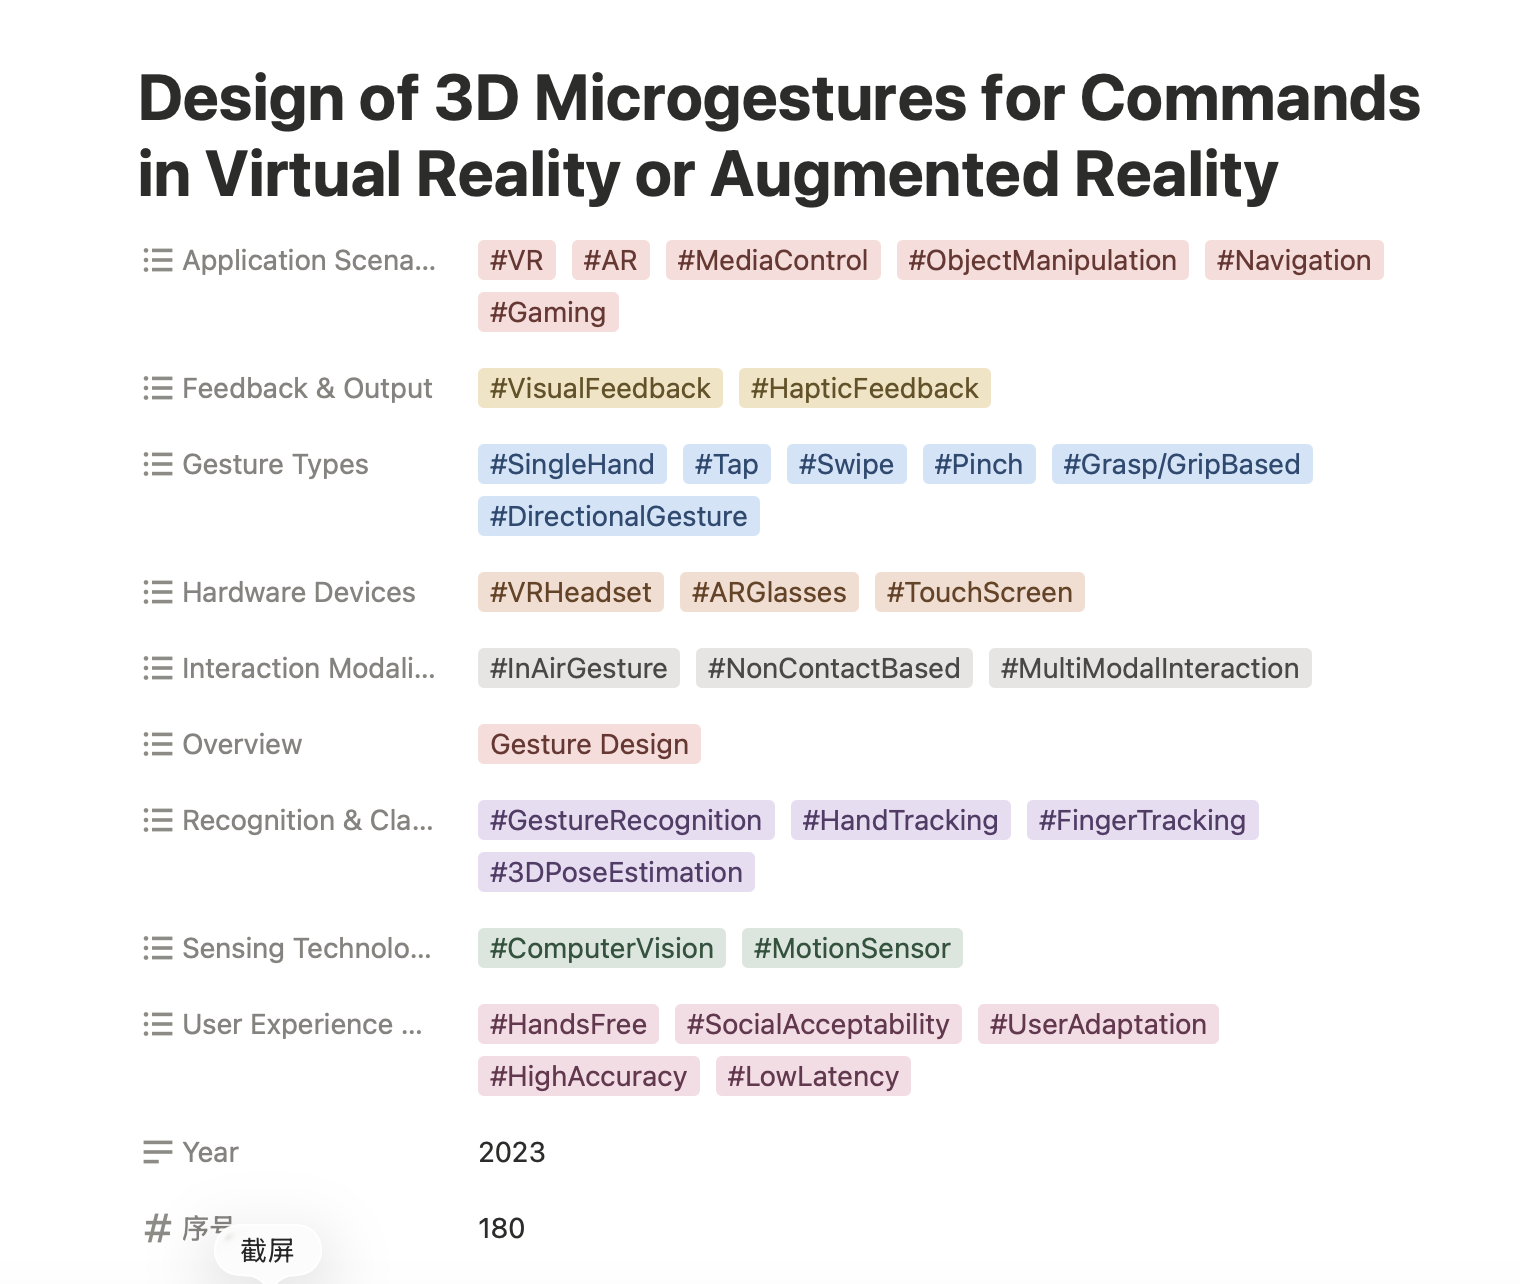 Design of 3D Microgestures for Commands
in Virtual Reality or Augmented Reality
Application Scena... #VR #AR #MediaControl #ObjectManipulation #Navigation
#Gaming
Feedback & Output #VisualFeedback #HapticFeedback
Gesture Types #SingleHand #Tap #Swipe #Pinch #Grasp/GripBased
#DirectionalGesture
Hardware Devices #VRHeadset #ARGlasses #TouchScreen
Interaction Modali... #InAirGesture #NonContactBased #MultiModalInteraction
Overview Gesture Design
Recognition & Cla... #GestureRecognition #HandTracking #FingerTracking
#3DPoseEstimation
Sensing Technolo... #ComputerVision #MotionSensor
User Experience ... #HandsFree #SocialAcceptability #UserAdaptation
#HighAccuracy #LowLatency
Year 2023
# 序号 180
截屏